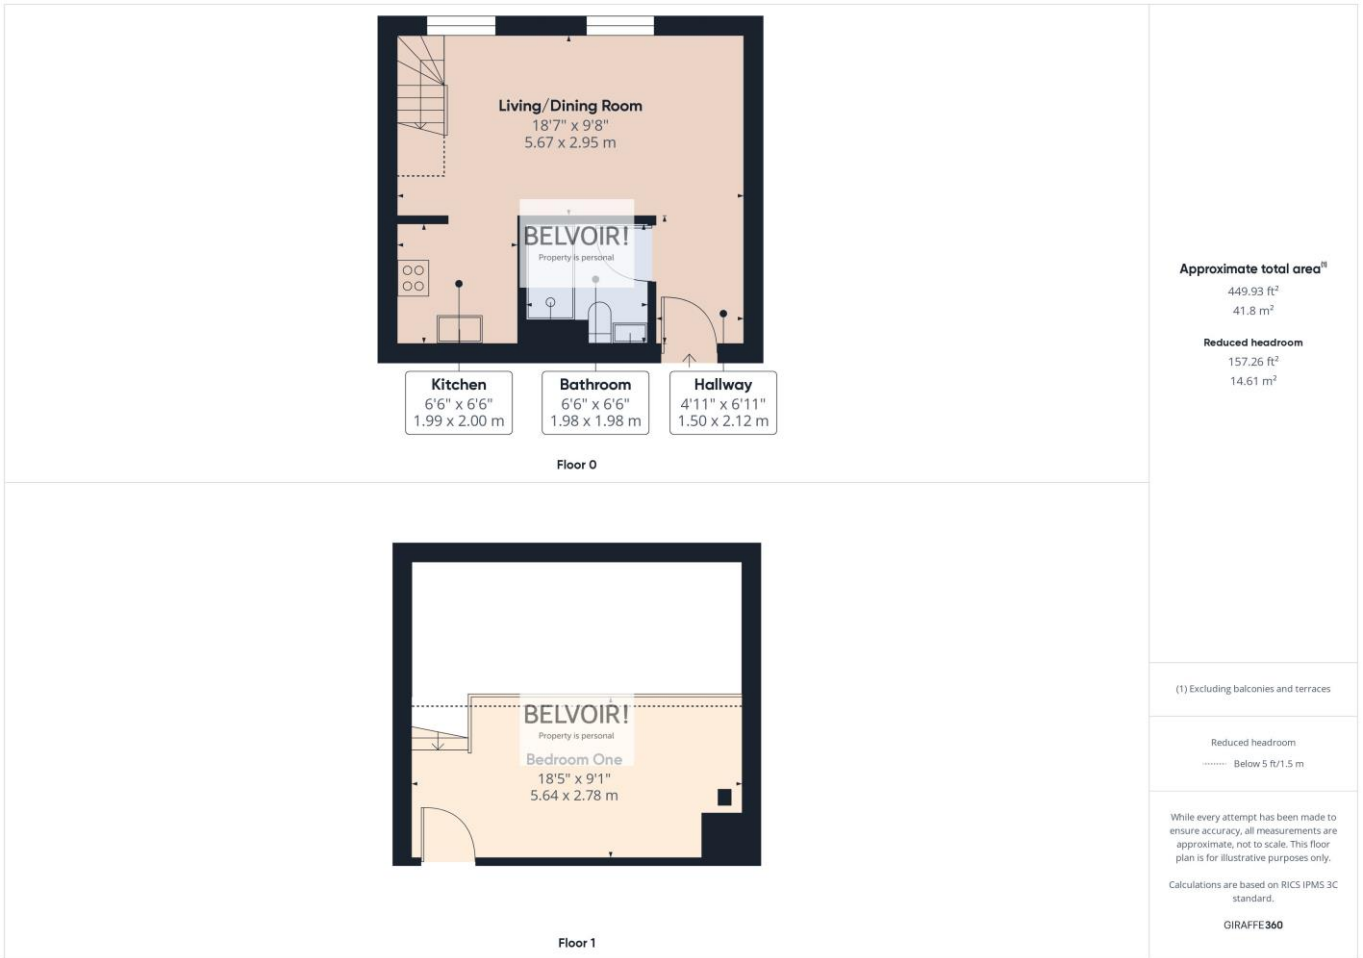 Living/Dining Room
18'7" x 9'8"
5.67 x 2.95 m
BELVOIR!
Property is personal
Kitchen
6'6" x 6'6"
1.99 x 2.00 m
Bathroom
6'6" x 6'6"
1.98 x 1.98 m
Hallway
4'11" x 6'11"
1.50 x 2.12 m
Floor 0
BELVOIR!
Property is personal
Bedroom One
18'5" x 9'1"
5.64 x 2.78 m
Floor 1
Approximate total area(1)
449.93 ft²
41.8 m²
Reduced headroom
157.26 ft²
14.61 m²
(1) Excluding balconies and terraces
Reduced headroom
Below 5 ft/1.5 m
While every attempt has been made to
ensure accuracy, all measurements are
approximate, not to scale. This floor
plan is for illustrative purposes only.
Calculations are based on RICS IPMS 3C
standard.
GIRAFFE360